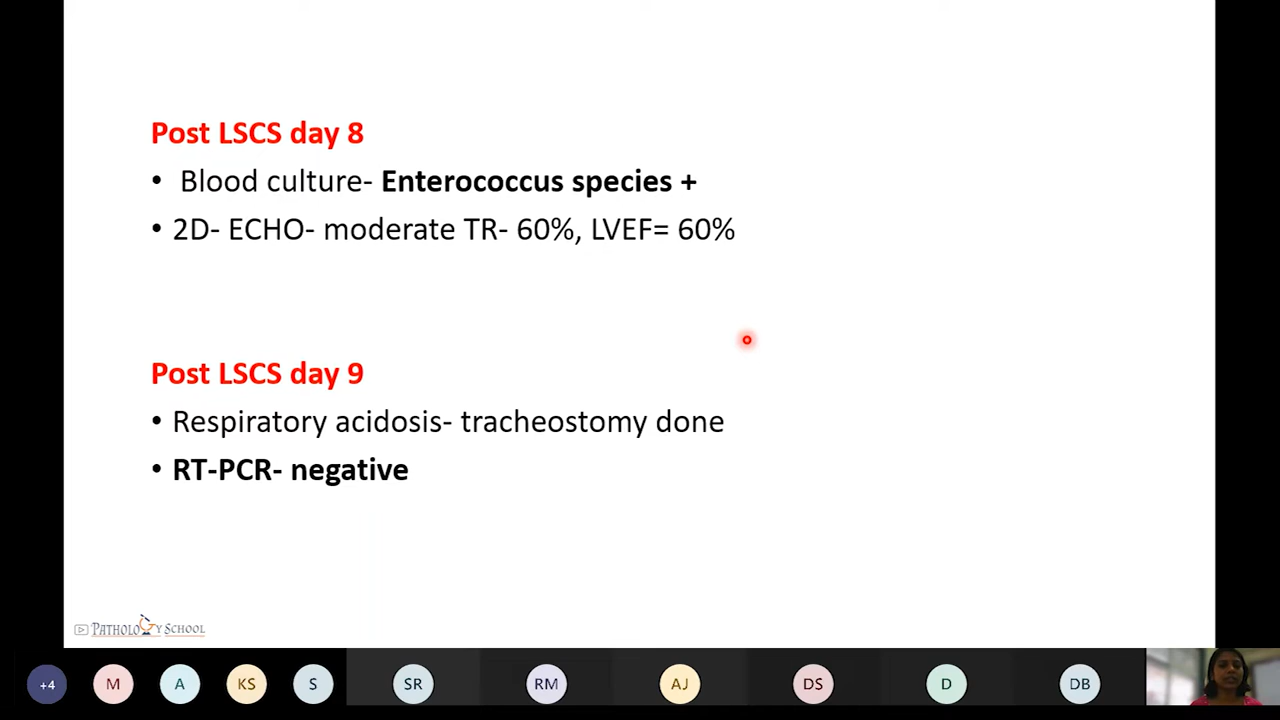 Post LSCS day 8
• Blood culture- Enterococcus species +
• 2D- ECHO- moderate TR- 60%, LVEF= 60%
Post LSCS day 9
• Respiratory acidosis- tracheostomy done
• RT-PCR- negative
PATHOLOGY SCHOOL
+4 M A KS S SR RM AJ DS D DB